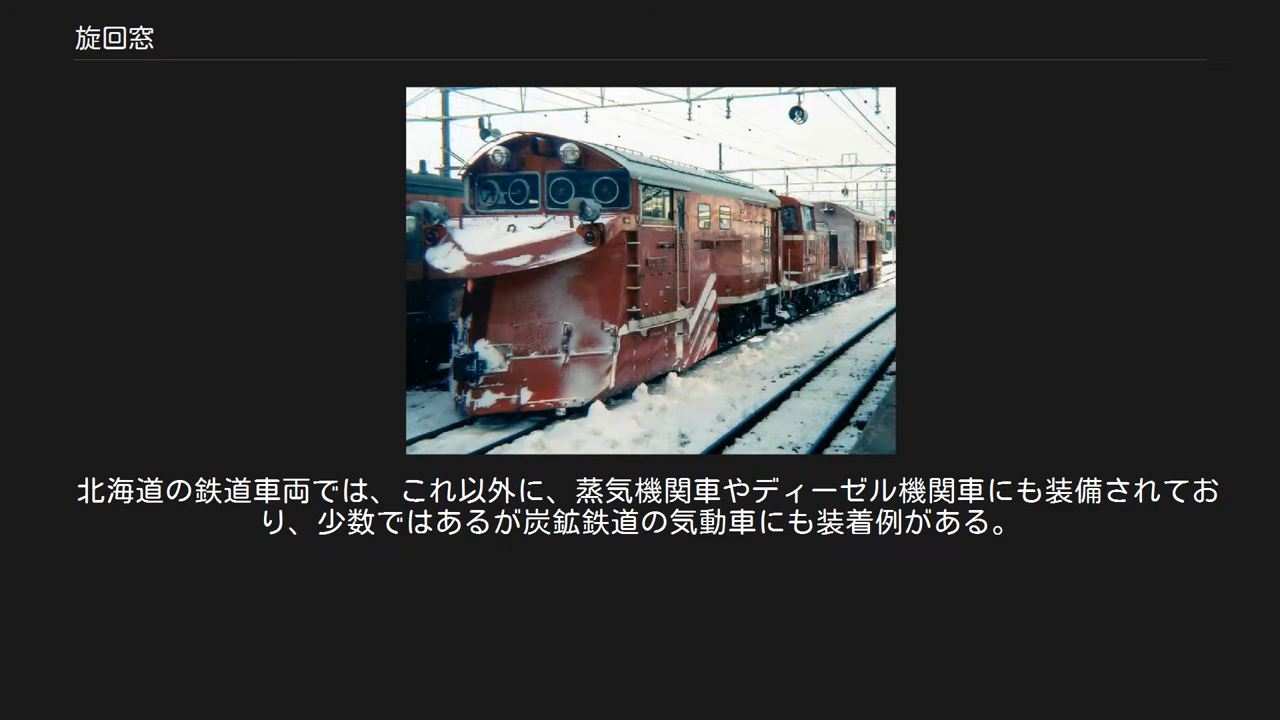 旋回窓
北海道の鉄道車両では、これ以外に、蒸気機関車やディーゼル機関車にも装備されてお
り、少数ではあるが炭鉱鉄道の気動車にも装着例がある。